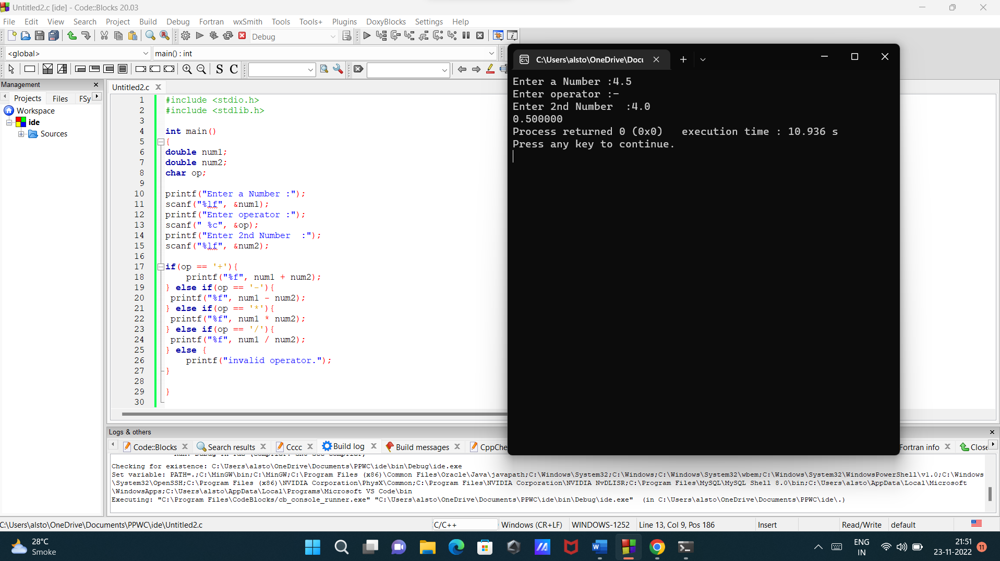 Untitled2.c [ide] - Code::Blocks 20.03
File Edit View Search Project Build Debug Fortran wxSmith Tools Tools+ Plugins DoxyBlocks Settings Help
Debug
<global> main() : int
S C
Management
Projects Files FSy
Workspace
ide
Sources
Untitled2.c
1 #include <stdio.h>
2 #include <stdlib.h>
3
4 int main()
5 {
6 double num1;
7 double num2;
8 char op;
9
10 printf("Enter a Number :");
11 scanf("%lf", &num1);
12 printf("Enter operator :");
13 scanf(" %c", &op);
14 printf("Enter 2nd Number  :");
15 scanf("%lf", &num2);
16
17 if(op == '+'){
18     printf("%f", num1 + num2);
19 } else if(op == '-'){
20  printf("%f", num1 - num2);
21 } else if(op == '*'){
22  printf("%f", num1 * num2);
23 } else if(op == '/'){
24  printf("%f", num1 / num2);
25 } else {
26     printf("invalid operator.");
27 }
28
29 }
30
C:\Users\alsto\OneDrive\Docu
Enter a Number :4.5
Enter operator :-
Enter 2nd Number  :4.0
0.500000
Process returned 0 (0x0)   execution time : 10.936 s
Press any key to continue.
Logs & others
Code::Blocks Search results Cccc Build log Build messages CppChe Fortran info Close
Checking for existence: C:\Users\alsto\OneDrive\Documents\PPWC\ide\bin\Debug\ide.exe
Set variable: PATH=.;C:\MinGW\bin;C:\MinGW;C:\Program Files (x86)\Common Files\Oracle\Java\javapath;C:\Windows\System32;C:\Windows;C:\Windows\System32\wbem;C:\Windows\System32\WindowsPowerShell\v1.0;C:\Windows
\System32\OpenSSH;C:\Program Files (x86)\NVIDIA Corporation\PhysX\Common;C:\Program Files\NVIDIA Corporation\NVIDIA NvDLISR;C:\Program Files\MySQL\MySQL Shell 8.0\bin;C:\Users\alsto\AppData\Local\Microsoft
\WindowsApps;C:\Users\alsto\AppData\Local\Programs\Microsoft VS Code\bin
Executing: "C:\Program Files\CodeBlocks/cb_console_runner.exe" "C:\Users\alsto\OneDrive\Documents\PPWC\ide\bin\Debug\ide.exe"  (in C:\Users\alsto\OneDrive\Documents\PPWC\ide\.)
C:\Users\alsto\OneDrive\Documents\PPWC\ide\Untitled2.c C/C++ Windows (CR+LF) WINDOWS-1252 Line 13, Col 9, Pos 186 Insert Read/Write default
28°C
Smoke
ENG
IN
21:51
23-11-2022
11